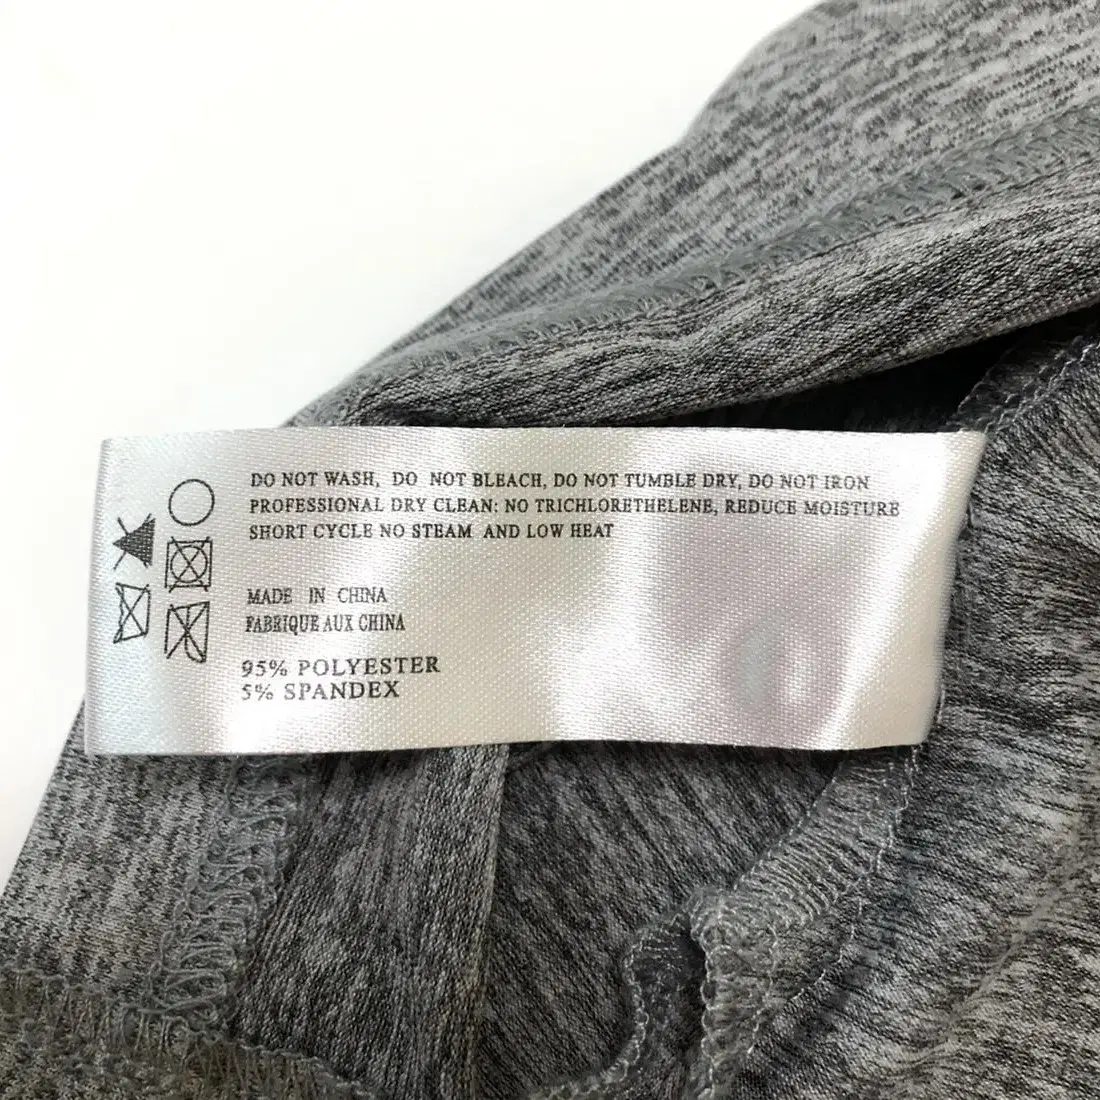 DO NOT WASH, DO NOT BLEACH, DO NOT TUMBLE DRY, DO NOT IRON
PROFESSIONAL DRY CLEAN: NO TRICHLORETHELENE, REDUCE MOISTURE
SHORT CYCLE NO STEAM AND LOW HEAT
MADE IN CHINA
FABRIQUE AUX CHINA
95% POLYESTER
5% SPANDEX